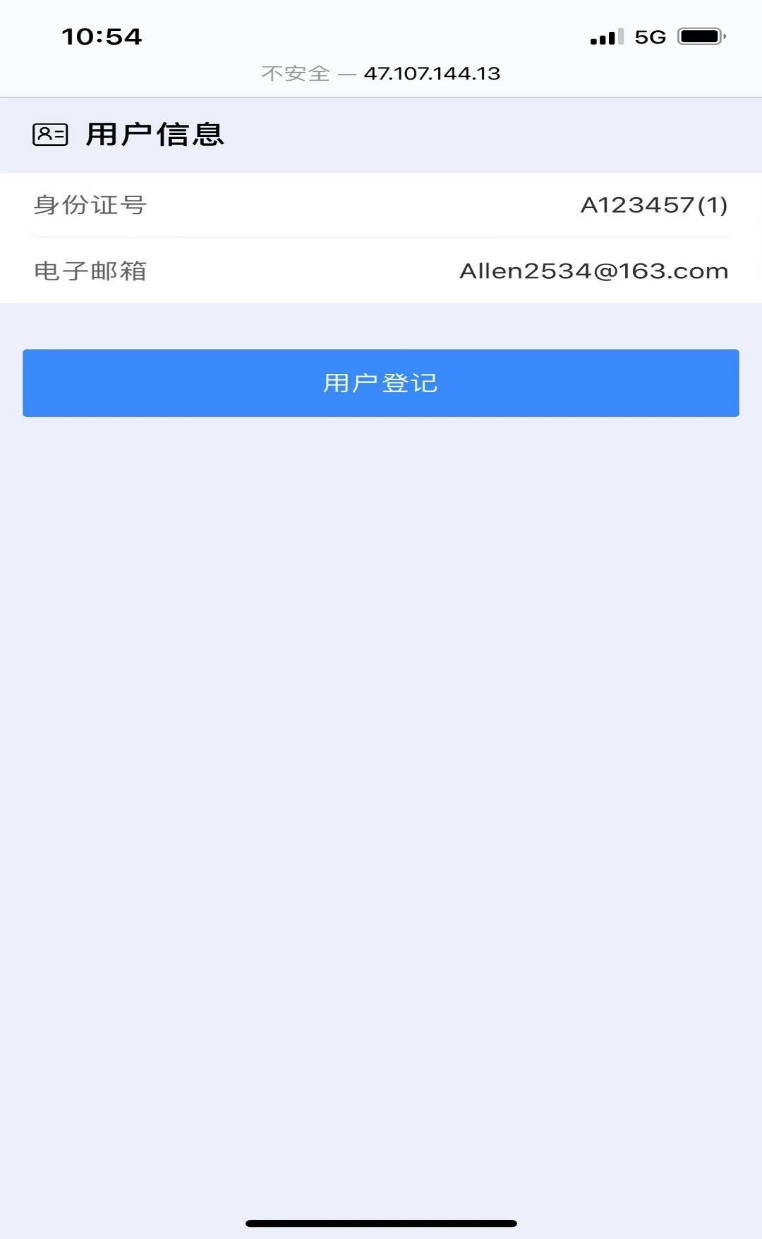 10:54
5G
不安全 — 47.107.144.13
用户信息
身份证号 A123457(1)
电子邮箱 Allen2534@163.com
用户登记